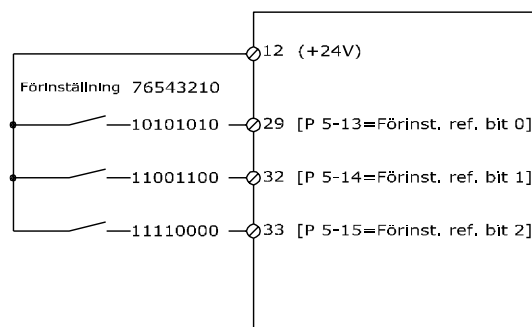 12 (+24V)
Förinställning 76543210
10101010 29 [P 5-13=Förinst. ref. bit 0]
11001100 32 [P 5-14=Förinst. ref. bit 1]
11110000 33 [P 5-15=Förinst. ref. bit 2]